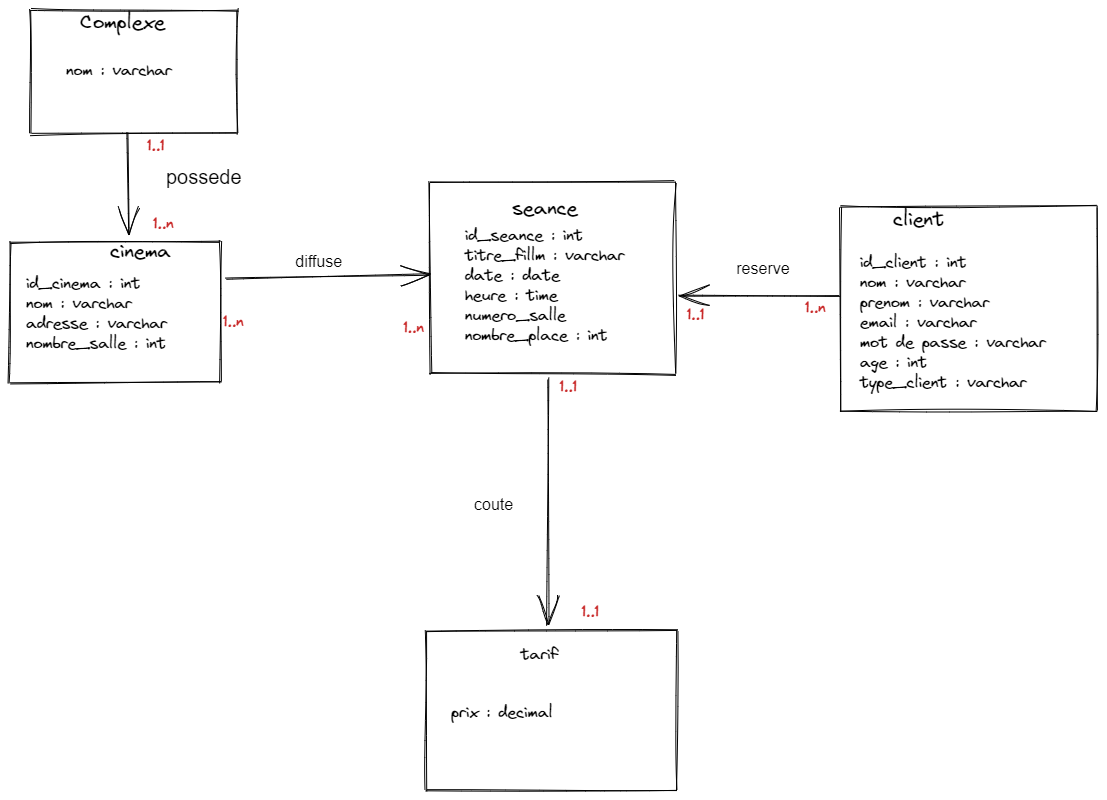 Complexe
nom : varchar
1..1
possede
1..n
cinema
id_cinema : int
nom : varchar
adresse : varchar
nombre_salle : int
1..n
diffuse
1..n
seance
id_seance : int
titre_fillm : varchar
date : date
heure : time
numero_salle
nombre_place : int
1..1
reserve
1..1
1..n
client
id_client : int
nom : varchar
prenom : varchar
email : varchar
mot de passe : varchar
age : int
type_client : varchar
coute
1..1
tarif
prix : decimal